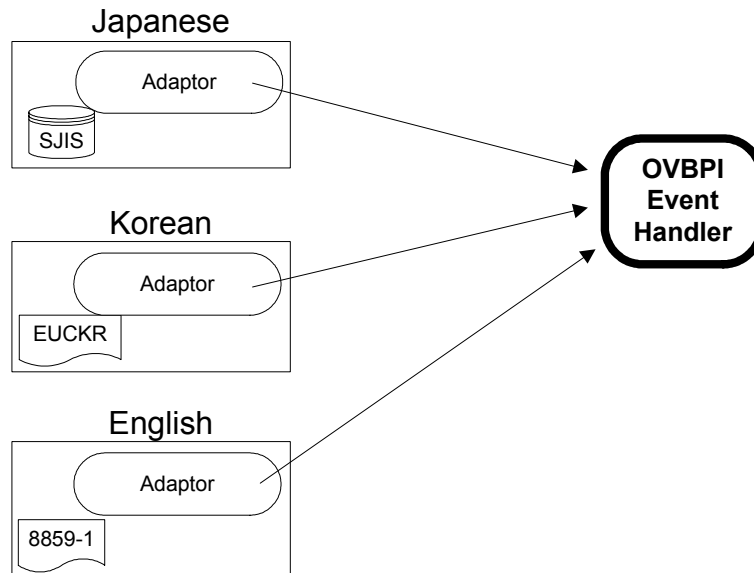 Japanese
Adaptor
SJIS
OVBPI
Event
Handler
Korean
Adaptor
EUCKR
English
Adaptor
8859-1